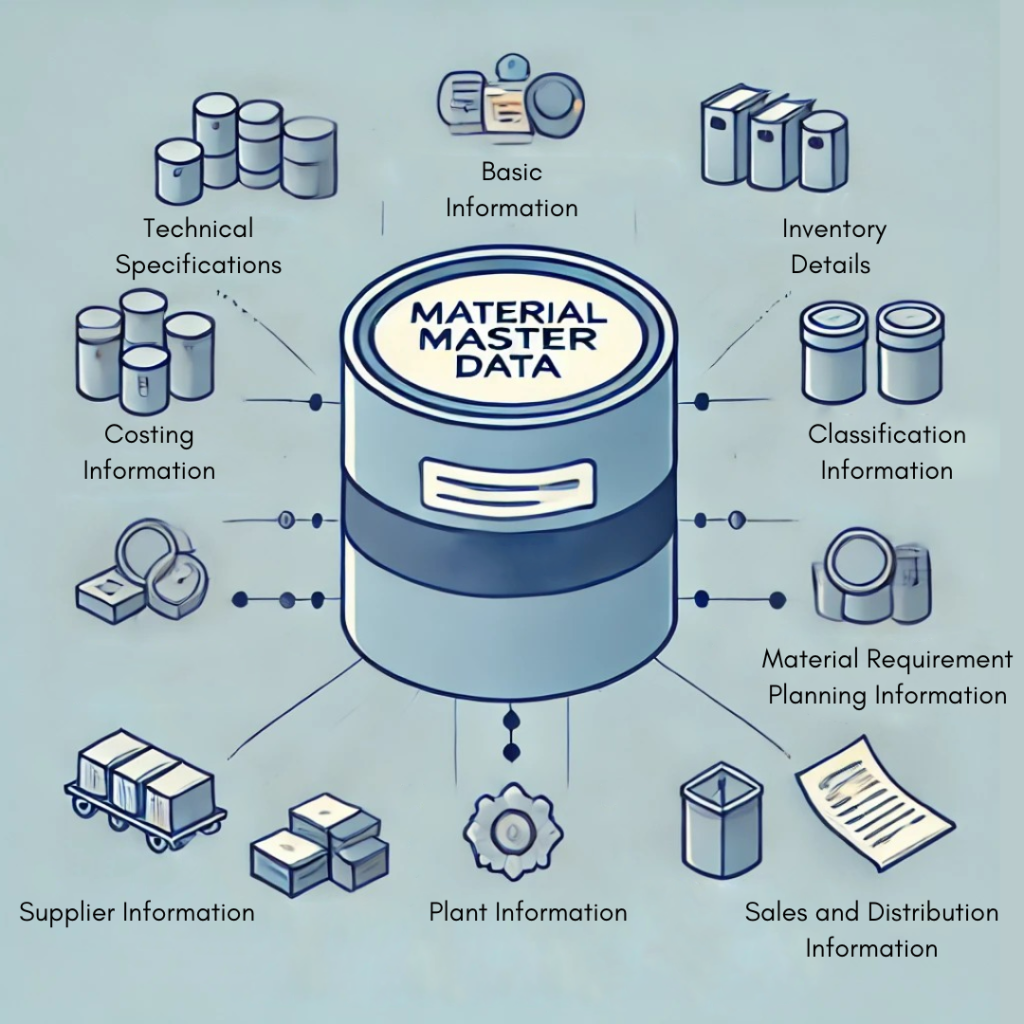 Basic
Information
Technical
Specifications
Inventory
Details
MATERIAL
MASTER
DATA
Costing
Information
Classification
Information
Material Requirement
Planning Information
Supplier Information
Plant Information
Sales and Distribution
Information